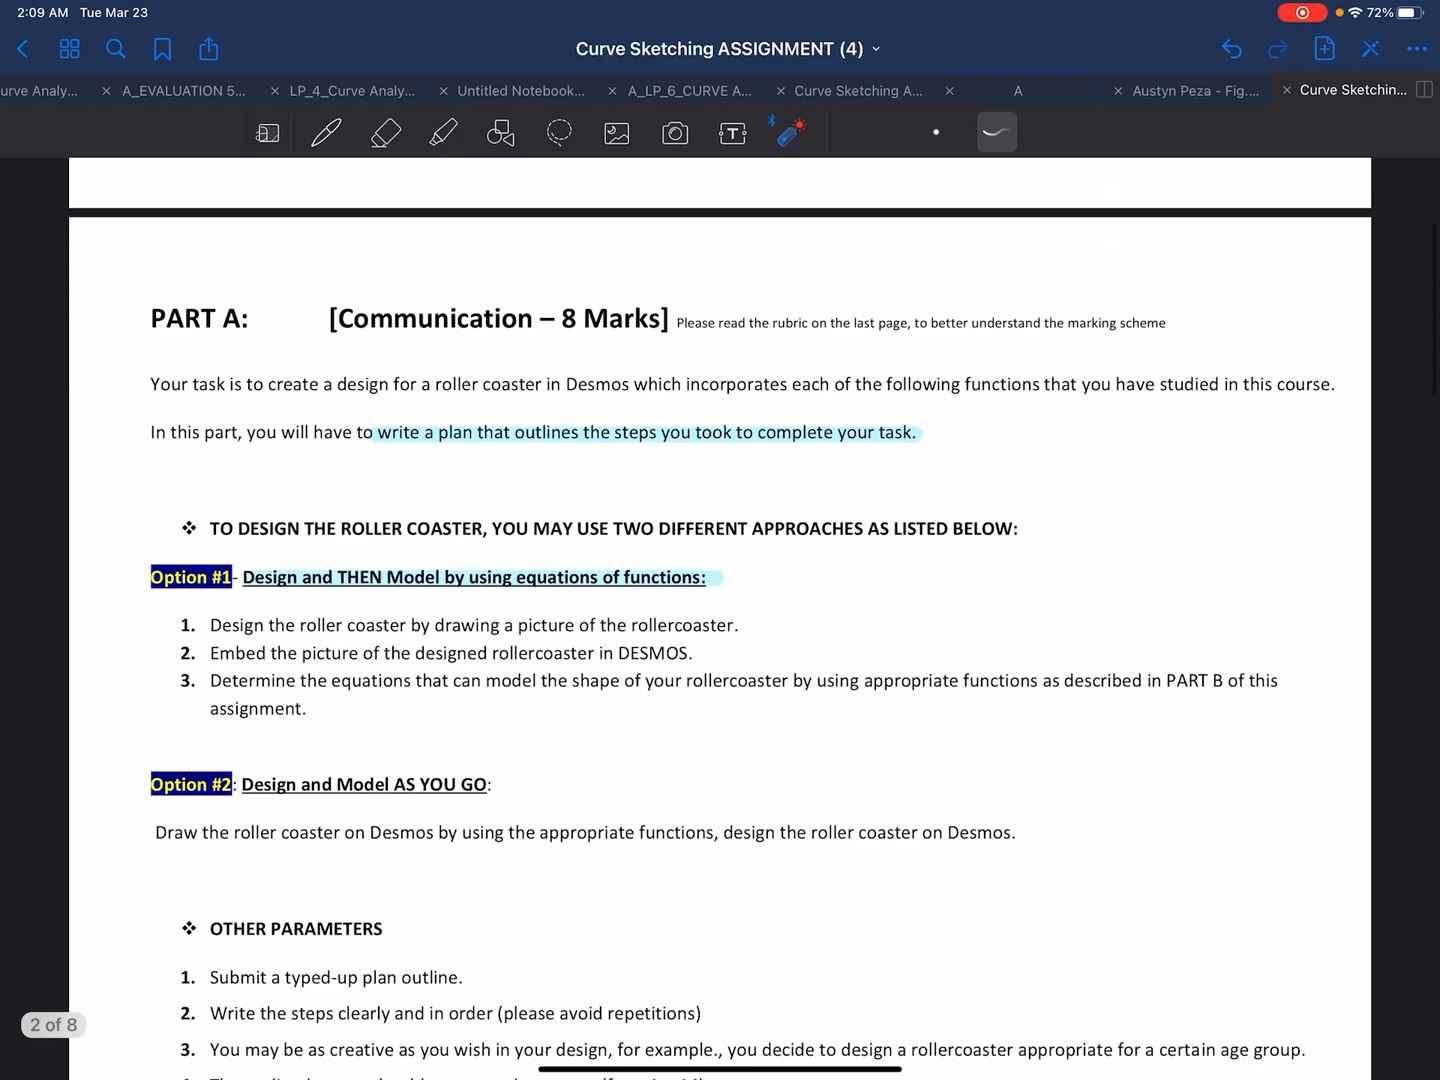 2:09 AM Tue Mar 23
72%
Curve Sketching ASSIGNMENT (4)
urve Analy...
A_EVALUATION 5...
LP_4_Curve Analy...
Untitled Notebook...
A_LP_6_CURVE A...
Curve Sketching A...
A
Austyn Peza - Fig....
Curve Sketchin...
PART A: [Communication – 8 Marks] Please read the rubric on the last page, to better understand the marking scheme
Your task is to create a design for a roller coaster in Desmos which incorporates each of the following functions that you have studied in this course.
In this part, you will have to write a plan that outlines the steps you took to complete your task.
❖ TO DESIGN THE ROLLER COASTER, YOU MAY USE TWO DIFFERENT APPROACHES AS LISTED BELOW:
Option #1- Design and THEN Model by using equations of functions:
1. Design the roller coaster by drawing a picture of the rollercoaster.
2. Embed the picture of the designed rollercoaster in DESMOS.
3. Determine the equations that can model the shape of your rollercoaster by using appropriate functions as described in PART B of this
assignment.
Option #2: Design and Model AS YOU GO:
Draw the roller coaster on Desmos by using the appropriate functions, design the roller coaster on Desmos.
❖ OTHER PARAMETERS
1. Submit a typed-up plan outline.
2. Write the steps clearly and in order (please avoid repetitions)
2 of 8
3. You may be as creative as you wish in your design, for example., you decide to design a rollercoaster appropriate for a certain age group.